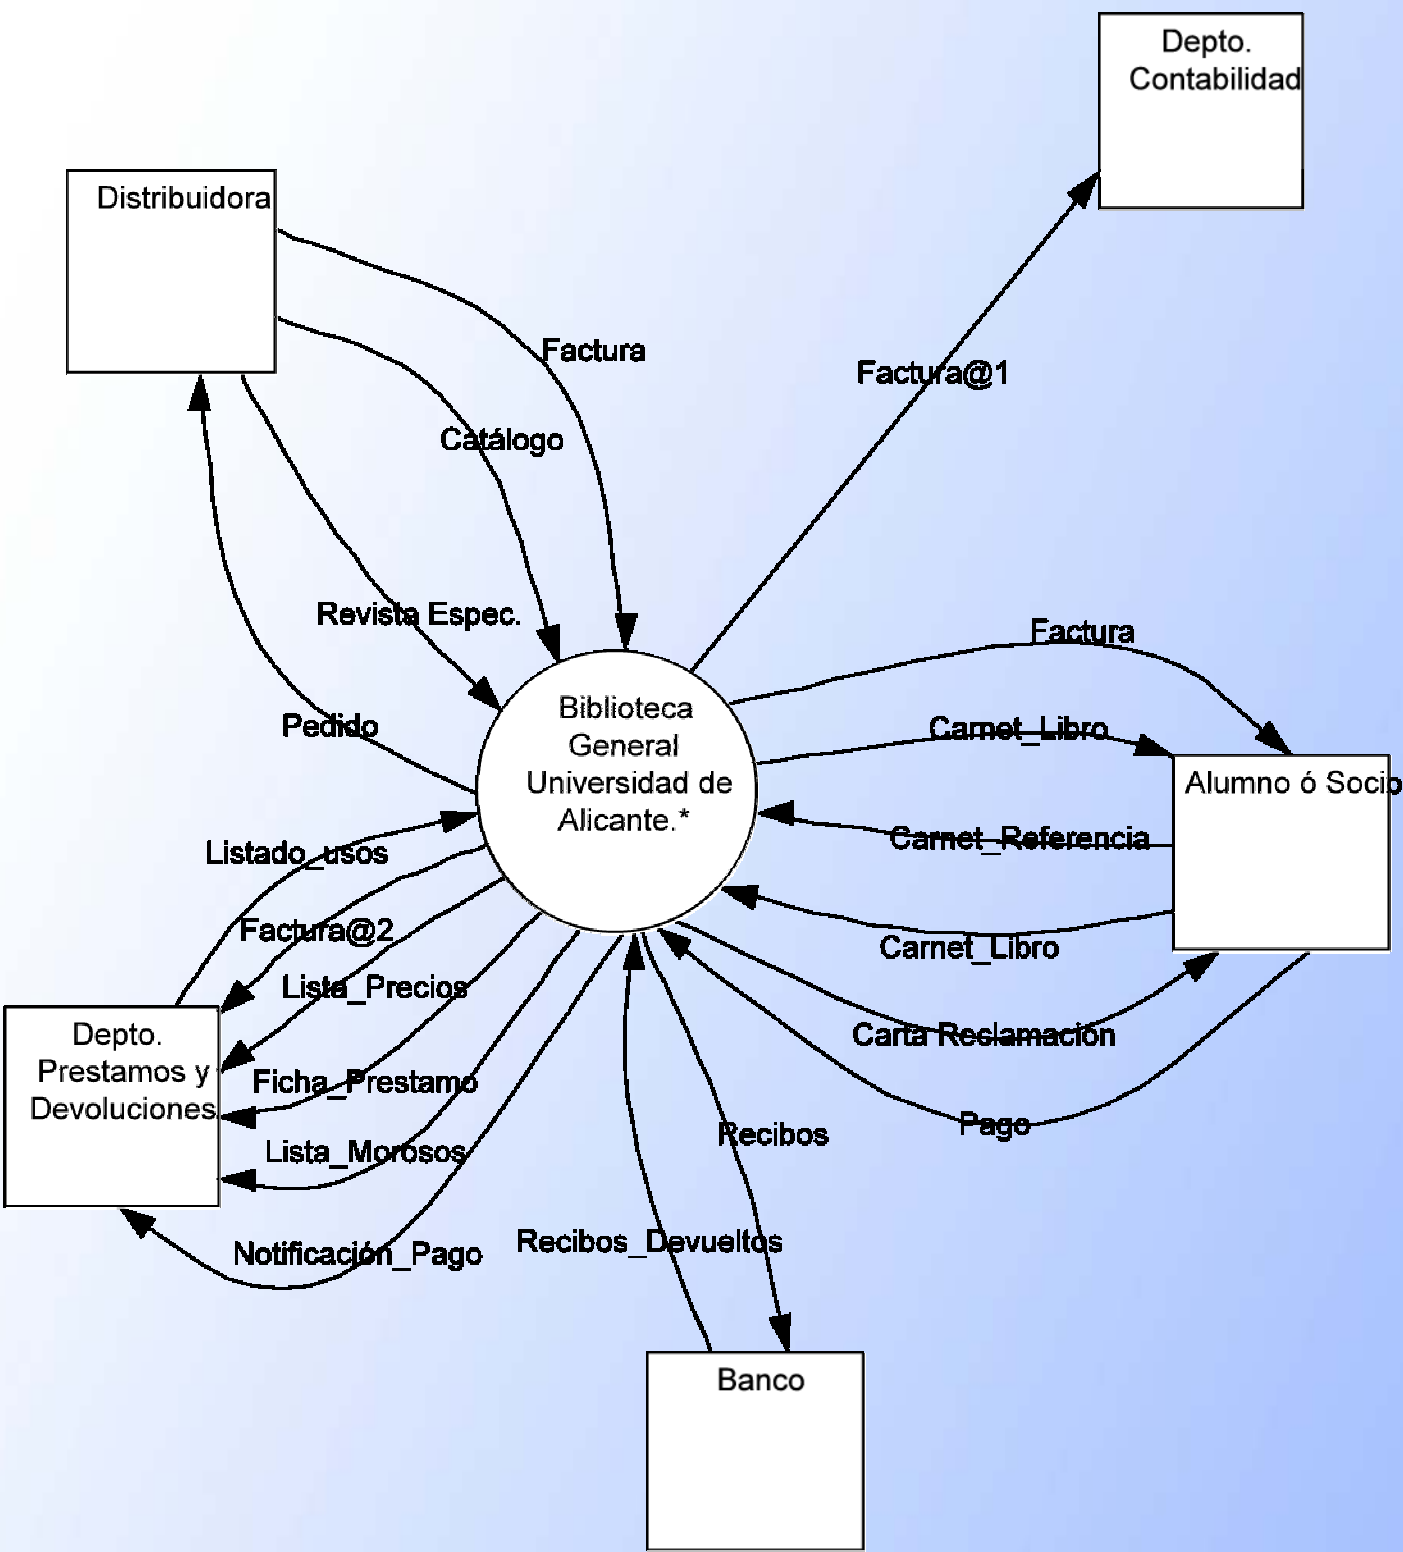 Depto.
Contabilidad
Distribuidora
Factura
Factura@1
Catálogo
Revista Espec.
Factura
Pedido
Biblioteca
General
Universidad de
Alicante.*
Carnet_Libro
Alumno ó Socio
Listado_usos
Carnet_Referencia
Factura@2
Carnet_Libro
Lista_Precios
Depto.
Prestamos y
Devoluciones
Carta Reslamación
Ficha_Prestamo
Pago
Recibos
Lista_Morosos
Notificación_Pago
Recibos_Devueltos
Banco